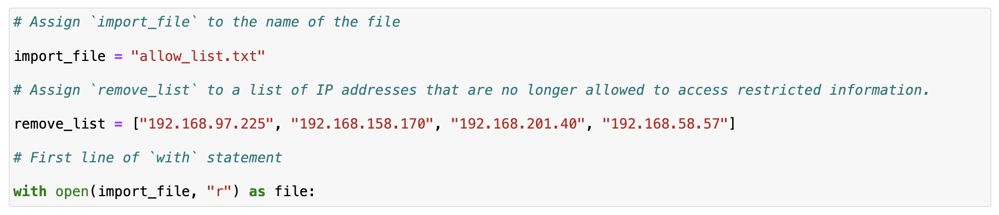 # Assign `import_file` to the name of the file
import_file = "allow_list.txt"
# Assign `remove_list` to a list of IP addresses that are no longer allowed to access restricted information.
remove_list = ["192.168.97.225", "192.168.158.170", "192.168.201.40", "192.168.58.57"]
# First line of `with` statement
with open(import_file, "r") as file: